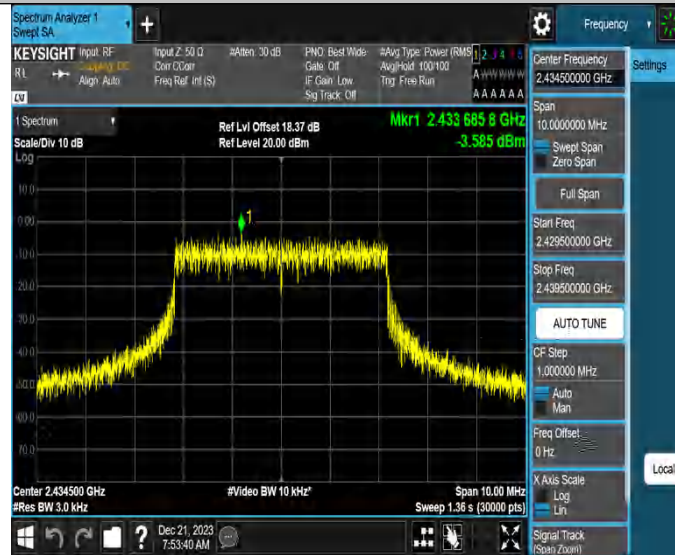 Spectrum Analyzer 1
Swept SA
+
Frequency
KEYSIGHT
RL
Input: RF
Coupling: DC
Align: Auto
Input Z: 50 Ω
Corr CCorr
Freq Ref: Int (S)
#Atten: 30 dB
PNO: Best Wide
Gate: Off
IF Gain: Low
Sig Track: Off
#Avg Type: Power (RMS
Avg|Hold: 100/100
Trig: Free Run
1 2 3 4 5 6
A W W W W W
A A A A A A
LNI
1 Spectrum
Scale/Div 10 dB
Log
Ref Lvl Offset 18.37 dB
Ref Level 20.00 dBm
Mkr1 2.433 685 8 GHz
-3.585 dBm
10.0
0.00
-10.0
-20.0
-30.0
-40.0
-50.0
-60.0
-70.0
1
Center 2.434500 GHz
#Res BW 3.0 kHz
#Video BW 10 kHz*
Span 10.00 MHz
Sweep 1.36 s (30000 pts)
Dec 21, 2023
7:53:40 AM
Center Frequency
2.434500000 GHz
Span
10.0000000 MHz
Swept Span
Zero Span
Full Span
Start Freq
2.429500000 GHz
Stop Freq
2.439500000 GHz
AUTO TUNE
CF Step
1.000000 MHz
Auto
Man
Freq Offset
0 Hz
X Axis Scale
Log
Lin
Signal Track
(Span Zoom)
Settings
Local